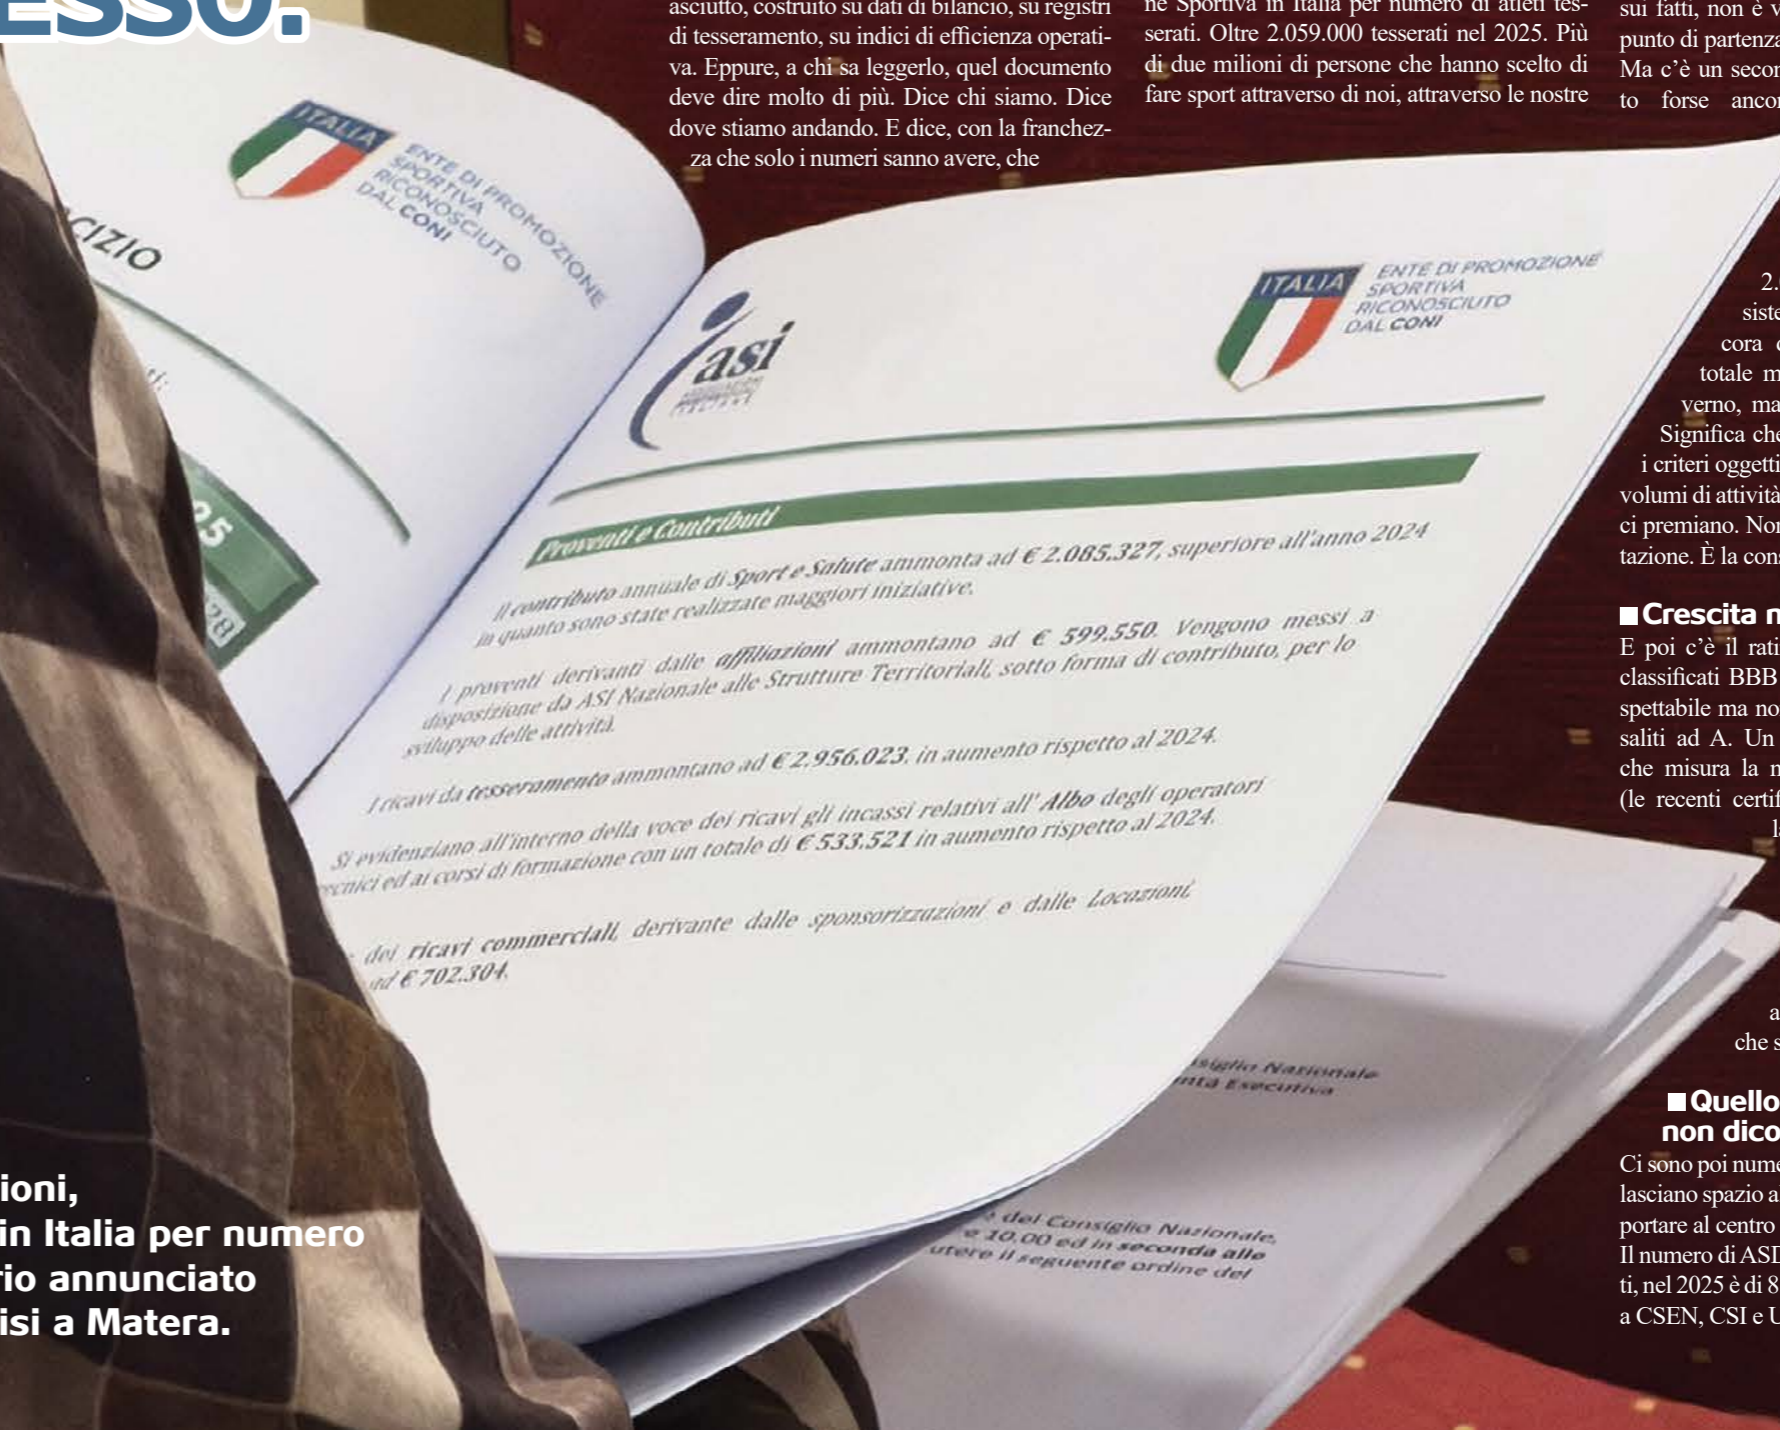 ESSO.
asciutto, costruito su dati di bilancio, su registri
di tesseramento, su indici di efficienza operati-
va. Eppure, a chi sa leggerlo, quel documento
deve dire molto di più. Dice chi siamo. Dice
dove stiamo andando. E dice, con la franchez-
za che solo i numeri sanno avere, che
ne Sportiva in Italia per numero di atleti tes-
serati. Oltre 2.059.000 tesserati nel 2025. Più
di due milioni di persone che hanno scelto di
fare sport attraverso di noi, attraverso le nostre
sui fatti, non è v
punto di partenza
Ma c’è un secon
to forse ancor
2.
siste
cora
totale m
verno, ma
Significa che
i criteri oggetti
volumi di attività
ci premiano. Non
tazione. È la cons
■ Crescita n
E poi c’è il rati
classificati BBB
spettabile ma no
saliti ad A. Un
che misura la m
(le recenti certif
l
a
che s
■ Quello
non dico
Ci sono poi nume
lasciano spazio a
portare al centro
Il numero di ASD
ti, nel 2025 è di 8
a CSEN, CSI e U
CIZIO
ITALIA
ENTE DI PROMOZIONE
SPORTIVA
RICONOSCIUTO
DAL CONI
ti:
25
asi
ITALIANE
ITALIA
ENTE DI PROMOZIONE
SPORTIVA
RICONOSCIUTO
DAL CONI
Proventi e Contributi
Il contributo annuale di Sport e Salute ammonta ad € 2.085.327, superiore all'anno 2024
in quanto sono state realizzate maggiori iniziative.
I proventi derivanti dalle affiliazioni ammontano ad € 599.550. Vengono messi a
disposizione da ASI Nazionale alle Strutture Territoriali, sotto forma di contributo, per lo
sviluppo delle attività.
I ricavi da tesseramento ammontano ad € 2.956.023, in aumento rispetto al 2024.
Si evidenziano all'interno della voce dei ricavi gli incassi relativi all' Albo degli operatori
ecnici ed ai corsi di formazione con un totale di € 533.521 in aumento rispetto al 2024.
dei ricavi commerciali, derivante dalle sponsorizzazioni e dalle Locazioni,
ad € 702.304.
nsiglio Nazionale
nta Esecutiva
del Consiglio Nazionale,
e 10.00 ed in seconda alle
utere il seguente ordine del
ioni,
in Italia per numero
rio annunciato
isi a Matera.